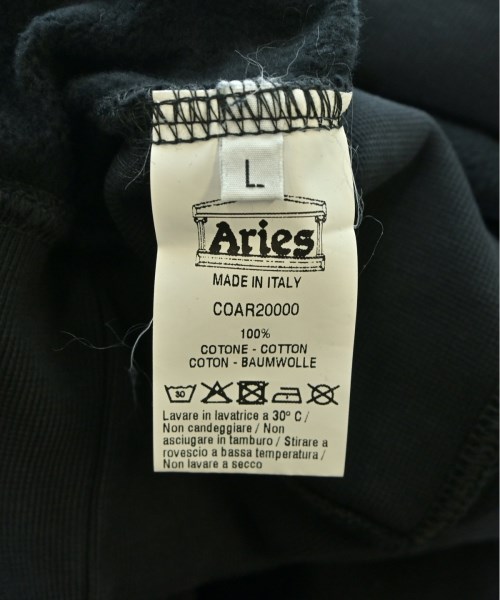 L
Aries
MADE IN ITALY
COAR20000
100%
COTONE - COTTON
COTON - BAUMWOLLE
30
Lavare in lavatrice a 30° C /
Non candeggiare / Non
asciugare in tamburo / Stirare a
rovescio a bassa temperatura /
Non lavare a secco